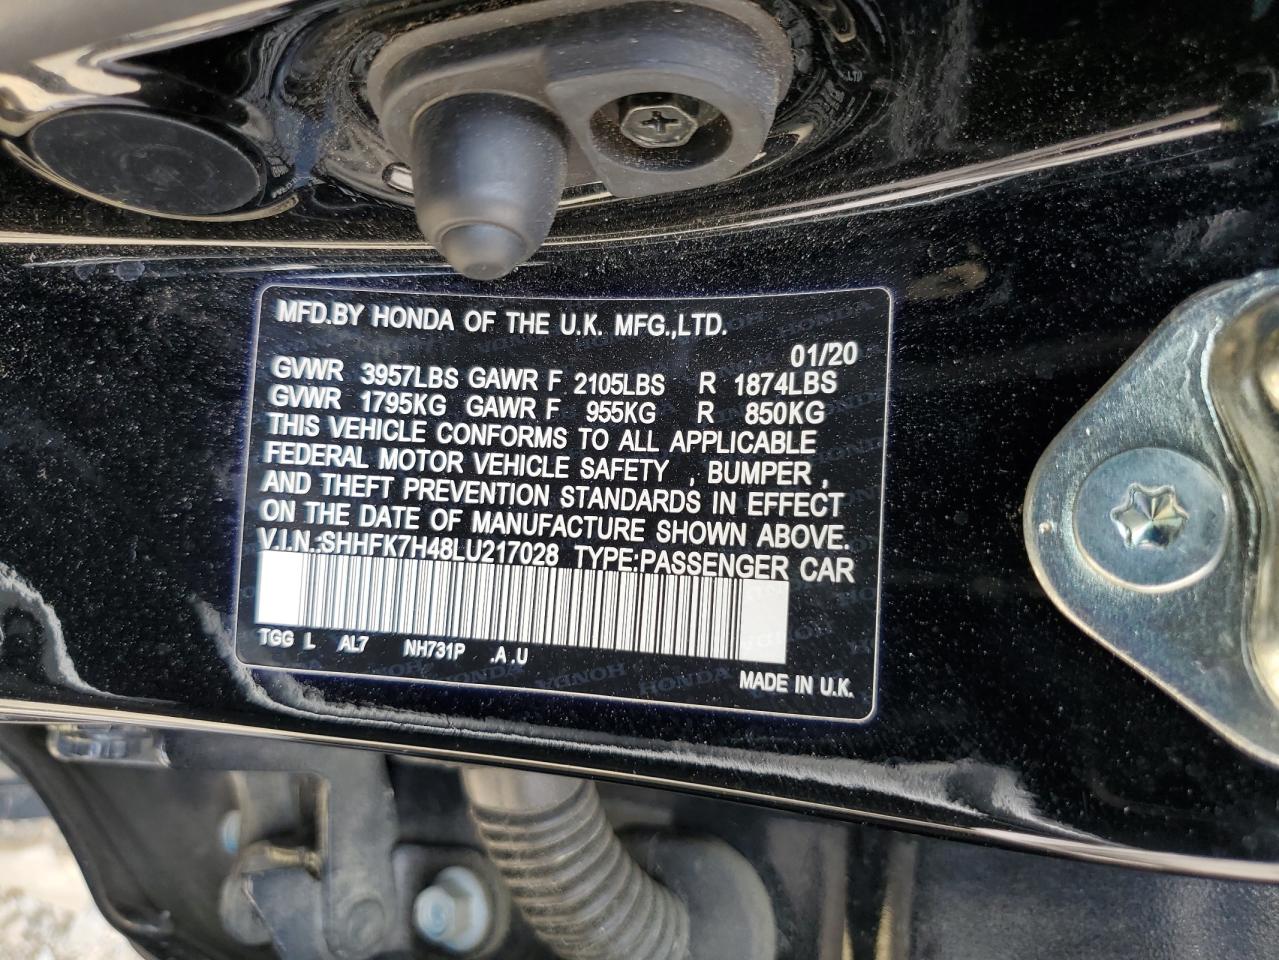 MFD.BY HONDA OF THE U.K. MFG.,LTD.
01/20
GVWR 3957LBS GAWR F 2105LBS R 1874LBS
GVWR 1795KG GAWR F 955KG R 850KG
THIS VEHICLE CONFORMS TO ALL APPLICABLE
FEDERAL MOTOR VEHICLE SAFETY , BUMPER ,
AND THEFT PREVENTION STANDARDS IN EFFECT
ON THE DATE OF MANUFACTURE SHOWN ABOVE.
V.I.N.:SHHFK7H48LU217028 TYPE:PASSENGER CAR
TGG L AL7 NH731P .A .U
MADE IN U.K.